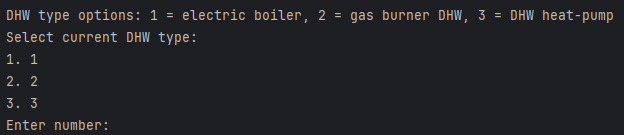 DHW type options: 1 = electric boiler, 2 = gas burner DHW, 3 = DHW heat-pump
Select current DHW type:
1. 1
2. 2
3. 3
Enter number: